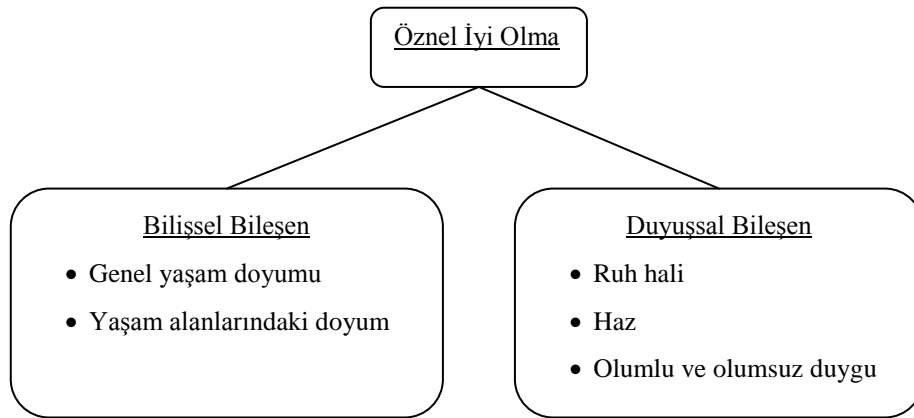 Öznel İyi Olma
Bilişsel Bileşen
• Genel yaşam doyumu
• Yaşam alanlarındaki doyum
Duyuşsal Bileşen
• Ruh hali
• Haz
• Olumlu ve olumsuz duygu